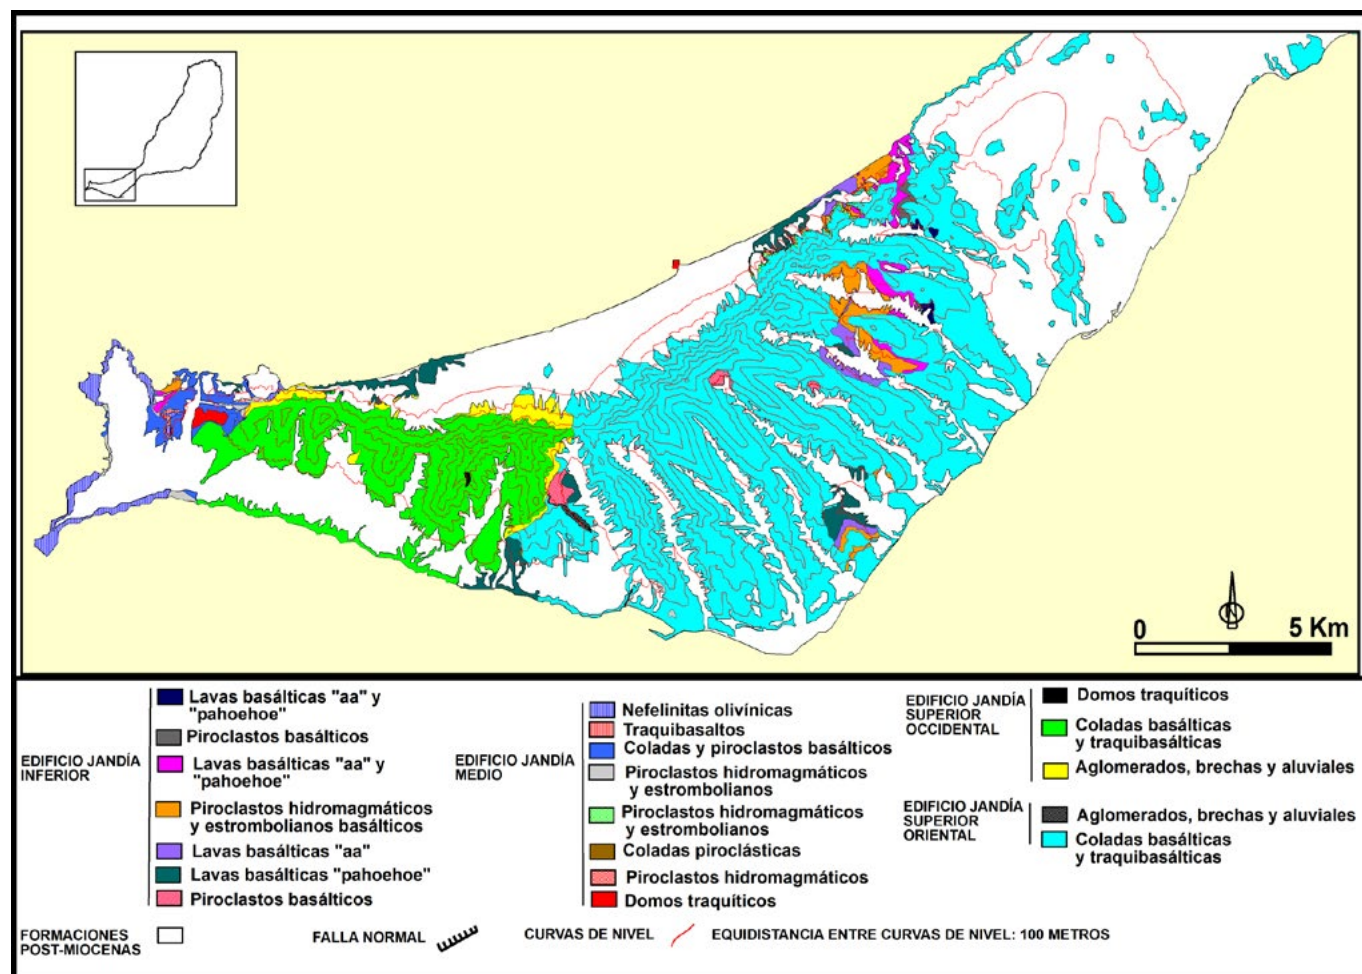 N
0
5 Km
EDIFICIO JANDÍA
INFERIOR
Lavas basálticas "aa" y
"pahoehoe"
Piroclastos basálticos
Lavas basálticas "aa" y
"pahoehoe"
Piroclastos hidromagmáticos
y estrombolianos basálticos
Lavas basálticas "aa"
Lavas basálticas "pahoehoe"
Piroclastos basálticos
EDIFICIO JANDÍA
MEDIO
Nefelinitas olivínicas
Traquibasaltos
Coladas y piroclastos basálticos
Piroclastos hidromagmáticos
y estrombolianos
Piroclastos hidromagmáticos
y estrombolianos
Coladas piroclásticas
Piroclastos hidromagmáticos
Domos traquíticos
EDIFICIO JANDÍA
SUPERIOR
OCCIDENTAL
Domos traquíticos
Coladas basálticas
y traquibasálticas
Aglomerados, brechas y aluviales
EDIFICIO JANDÍA
SUPERIOR
ORIENTAL
Aglomerados, brechas y aluviales
Coladas basálticas
y traquibasálticas
FORMACIONES
POST-MIOCENAS
FALLA NORMAL
CURVAS DE NIVEL
EQUIDISTANCIA ENTRE CURVAS DE NIVEL: 100 METROS